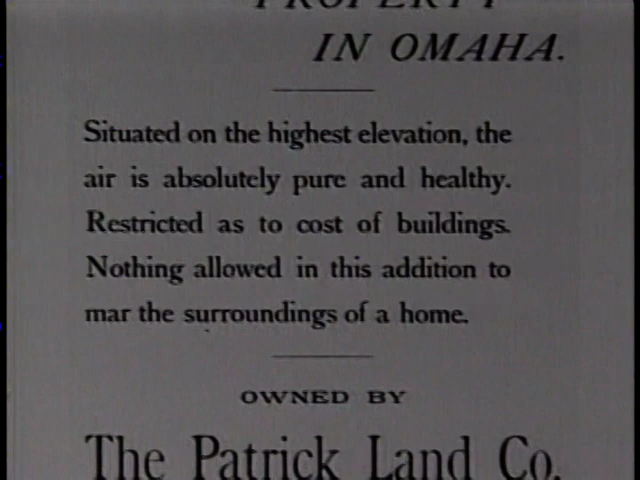 PROPERTY
IN OMAHA.
Situated on the highest elevation, the
air is absolutely pure and healthy.
Restricted as to cost of buildings.
Nothing allowed in this addition to
mar the surroundings of a home.
OWNED BY
The Patrick Land Co.